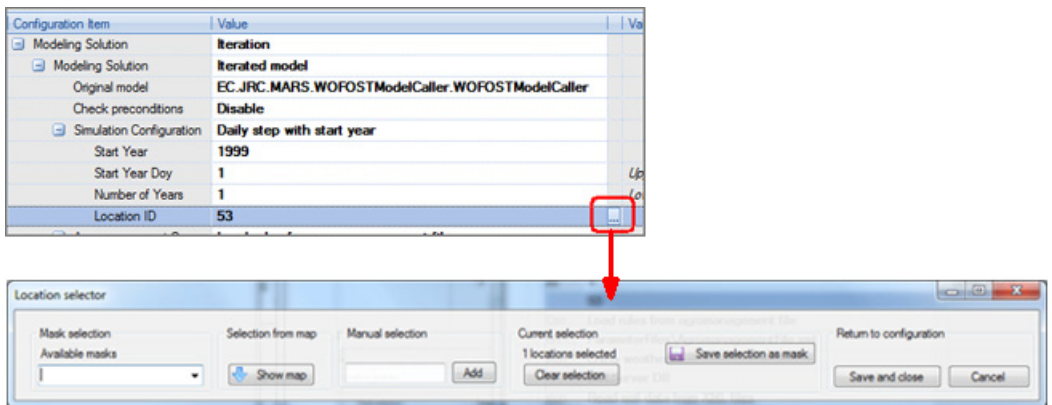 Configuration Item Value Va
Modeling Solution Iteration
Modeling Solution Iterated model
Original model EC.JRC.MARS.WOFOSTModelCaller.WOFOSTModelCaller
Check preconditions Disable
Simulation Configuration Daily step with start year
Start Year 1999
Start Year Doy 1 Up
Number of Years 1 Lo
Location ID 53 ...
Location selector
Mask selection Selection from map Manual selection Current selection Return to configuration
Available masks 1 locations selected Save selection as mask
Show map Add Clear selection Save and close Cancel